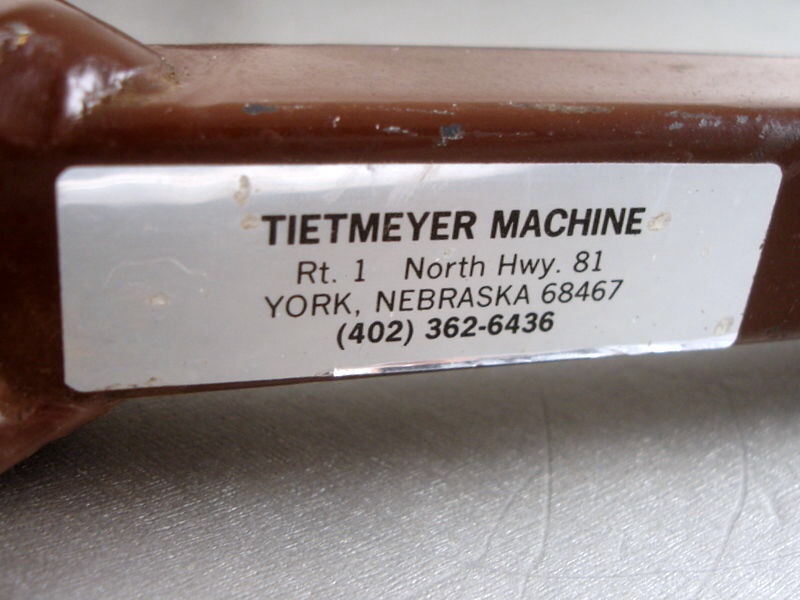 TIETMEYER MACHINE
Rt. 1 North Hwy. 81
YORK, NEBRASKA 68467
(402) 362-6436